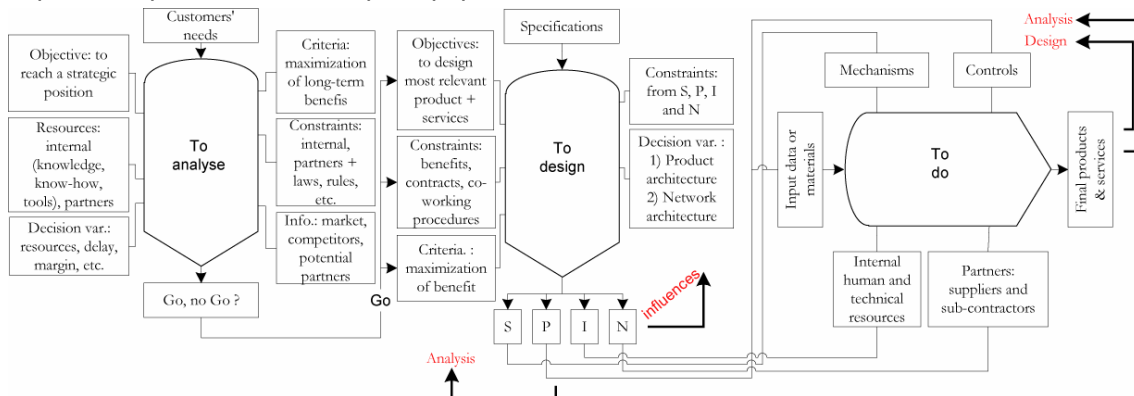 Customers'
needs
Objective: to
reach a strategic
position
Resources:
internal
(knowledge,
know-how,
tools), partners
Decision var.:
resources, delay,
margin, etc.
To
analyse
Criteria:
maximization
of long-term
benefis
Constraints:
internal,
partners +
laws, rules,
etc.
Info.: market,
competitors,
potential
partners
Go, no Go ?
Go
Specifications
Objectives:
to design
most relevant
product +
services
Constraints:
benefits,
contracts, co-
working
procedures
Criteria. :
maximization
of benefit
To
design
Constraints:
from S, P, I
and N
Decision var. :
1) Product
architecture
2) Network
architecture
S
P
I
N
influences
Analysis
Analysis
Design
Mechanisms
Controls
Input data or
materials
To
do
Final products
& services
Internal
human and
technical
resources
Partners:
suppliers and
sub-contractors